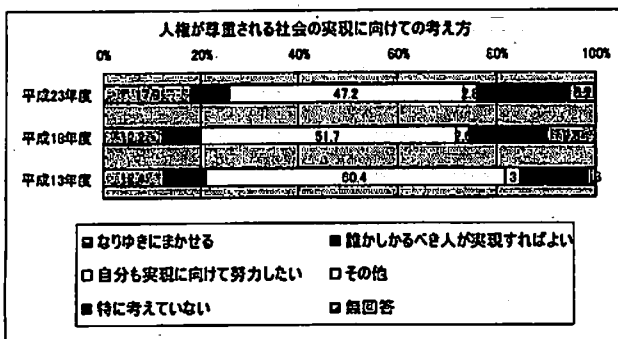 人権が尊重される社会の実現に向けての考え方
0% 20% 40% 60% 80% 100%
平成23年度 47.2 2.8
平成18年度 51.7
平成13年度 60.4 3
なりゆきにまかせる 誰かしかるべき人が実現すればよい
自分も実現に向けて努力したい その他
特に考えていない 無回答